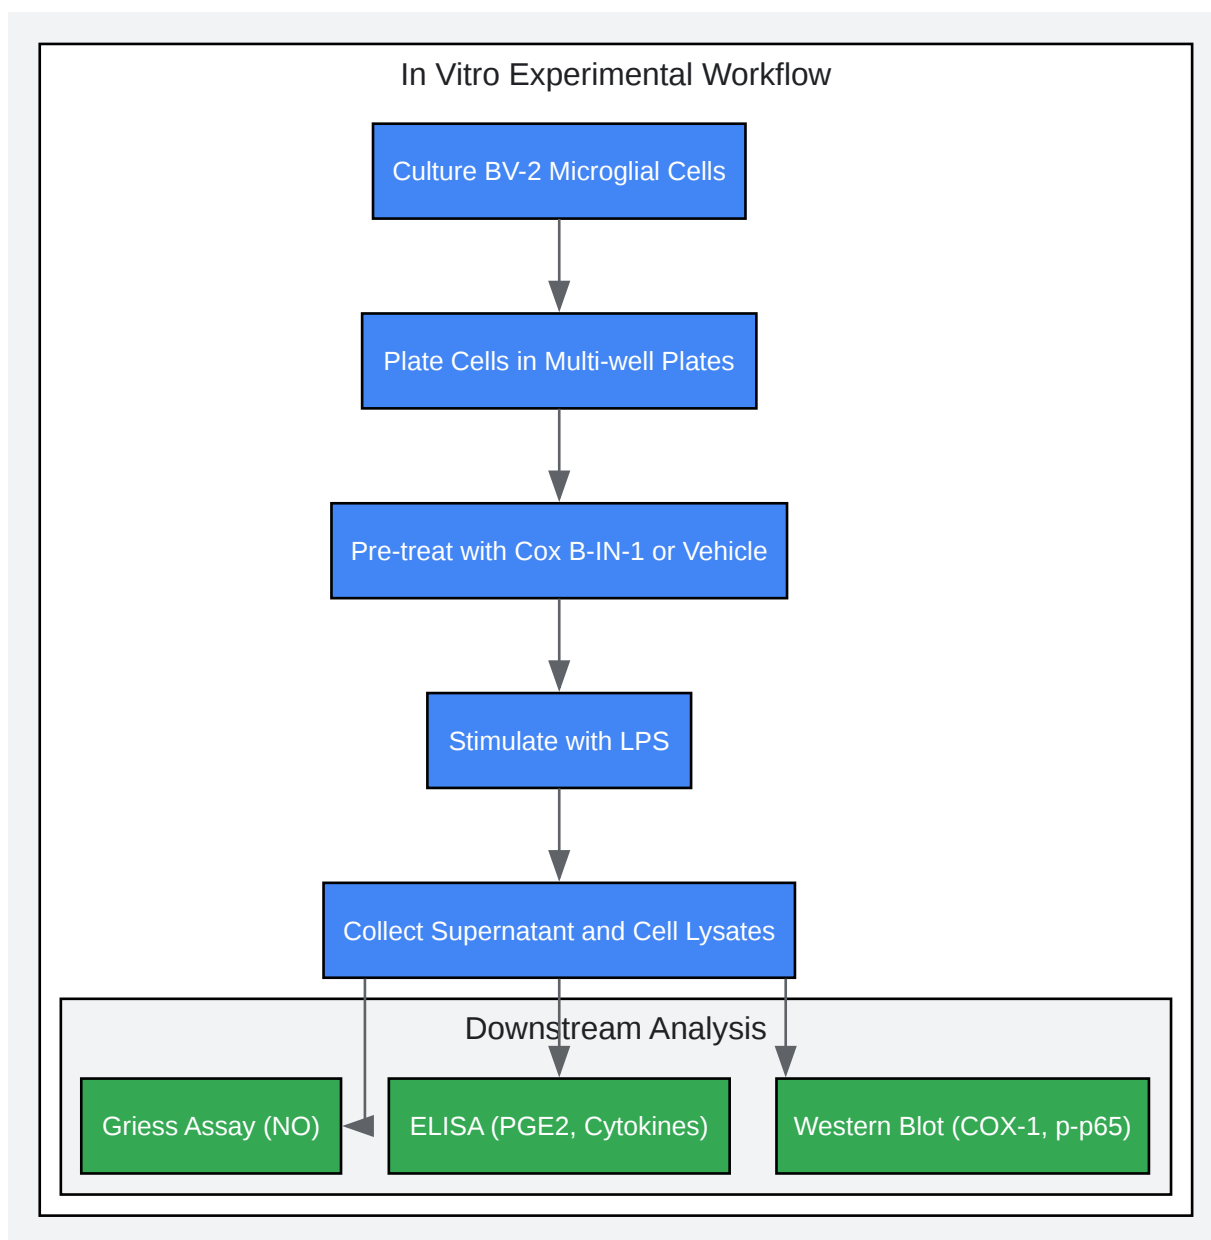 In Vitro Experimental Workflow
Culture BV-2 Microglial Cells
Plate Cells in Multi-well Plates
Pre-treat with Cox B-IN-1 or Vehicle
Stimulate with LPS
Collect Supernatant and Cell Lysates
Downstream Analysis
Griess Assay (NO)
ELISA (PGE2, Cytokines)
Western Blot (COX-1, p-p65)